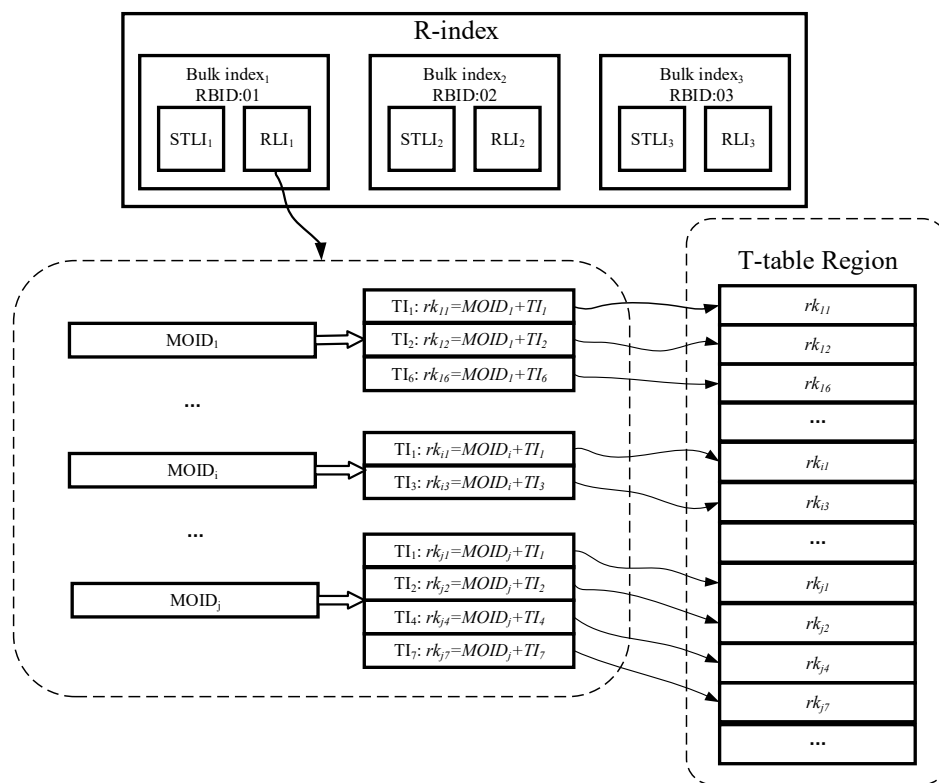 R-index
Bulk index₁
RBID:01
STLI₁
RLI₁
Bulk index₂
RBID:02
STLI₂
RLI₂
Bulk index₃
RBID:03
STLI₃
RLI₃
MOID₁
TI₁: rk₁₁=MOID₁+TI₁
TI₂: rk₁₂=MOID₁+TI₂
TI₆: rk₁₆=MOID₁+TI₆
...
MOIDᵢ
TI₁: rkᵢ₁=MOIDᵢ+TI₁
TI₃: rkᵢ₃=MOIDᵢ+TI₃
...
MOIDⱼ
TI₁: rkⱼ₁=MOIDⱼ+TI₁
TI₂: rkⱼ₂=MOIDⱼ+TI₂
TI₄: rkⱼ₄=MOIDⱼ+TI₄
TI₇: rkⱼ₇=MOIDⱼ+TI₇
T-table Region
rk₁₁
rk₁₂
rk₁₆
...
rkᵢ₁
rkᵢ₃
...
rkⱼ₁
rkⱼ₂
rkⱼ₄
rkⱼ₇
...